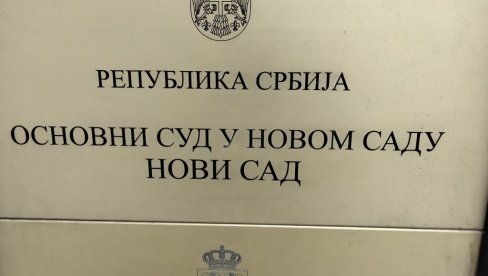 РЕПУБЛИКА СРБИЈА
ОСНОВНИ СУД У НОВОМ САДУ
НОВИ САД